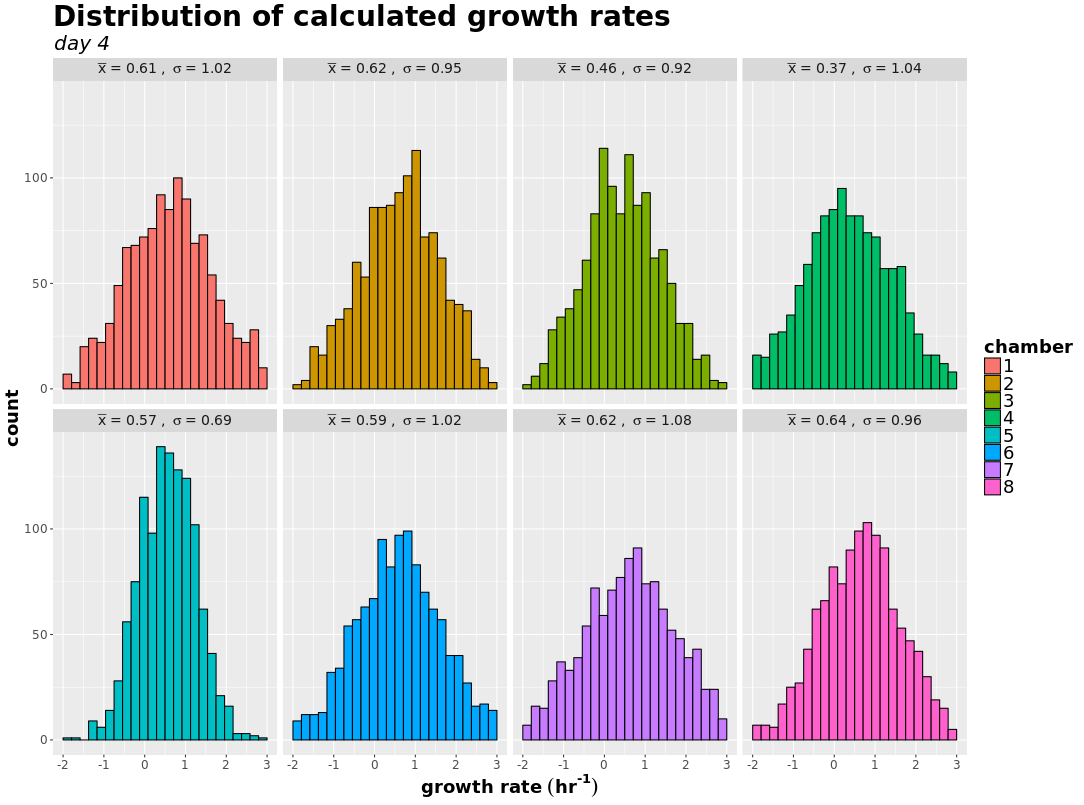 Distribution of calculated growth rates
day 4
x̅ = 0.61 , σ = 1.02
x̅ = 0.62 , σ = 0.95
x̅ = 0.46 , σ = 0.92
x̅ = 0.37 , σ = 1.04
100
50
0
x̅ = 0.57 , σ = 0.69
x̅ = 0.59 , σ = 1.02
x̅ = 0.62 , σ = 1.08
x̅ = 0.64 , σ = 0.96
100
50
0
-2 -1 0 1 2 3
-2 -1 0 1 2 3
-2 -1 0 1 2 3
-2 -1 0 1 2 3
count
growth rate (hr⁻¹)
chamber
1
2
3
4
5
6
7
8